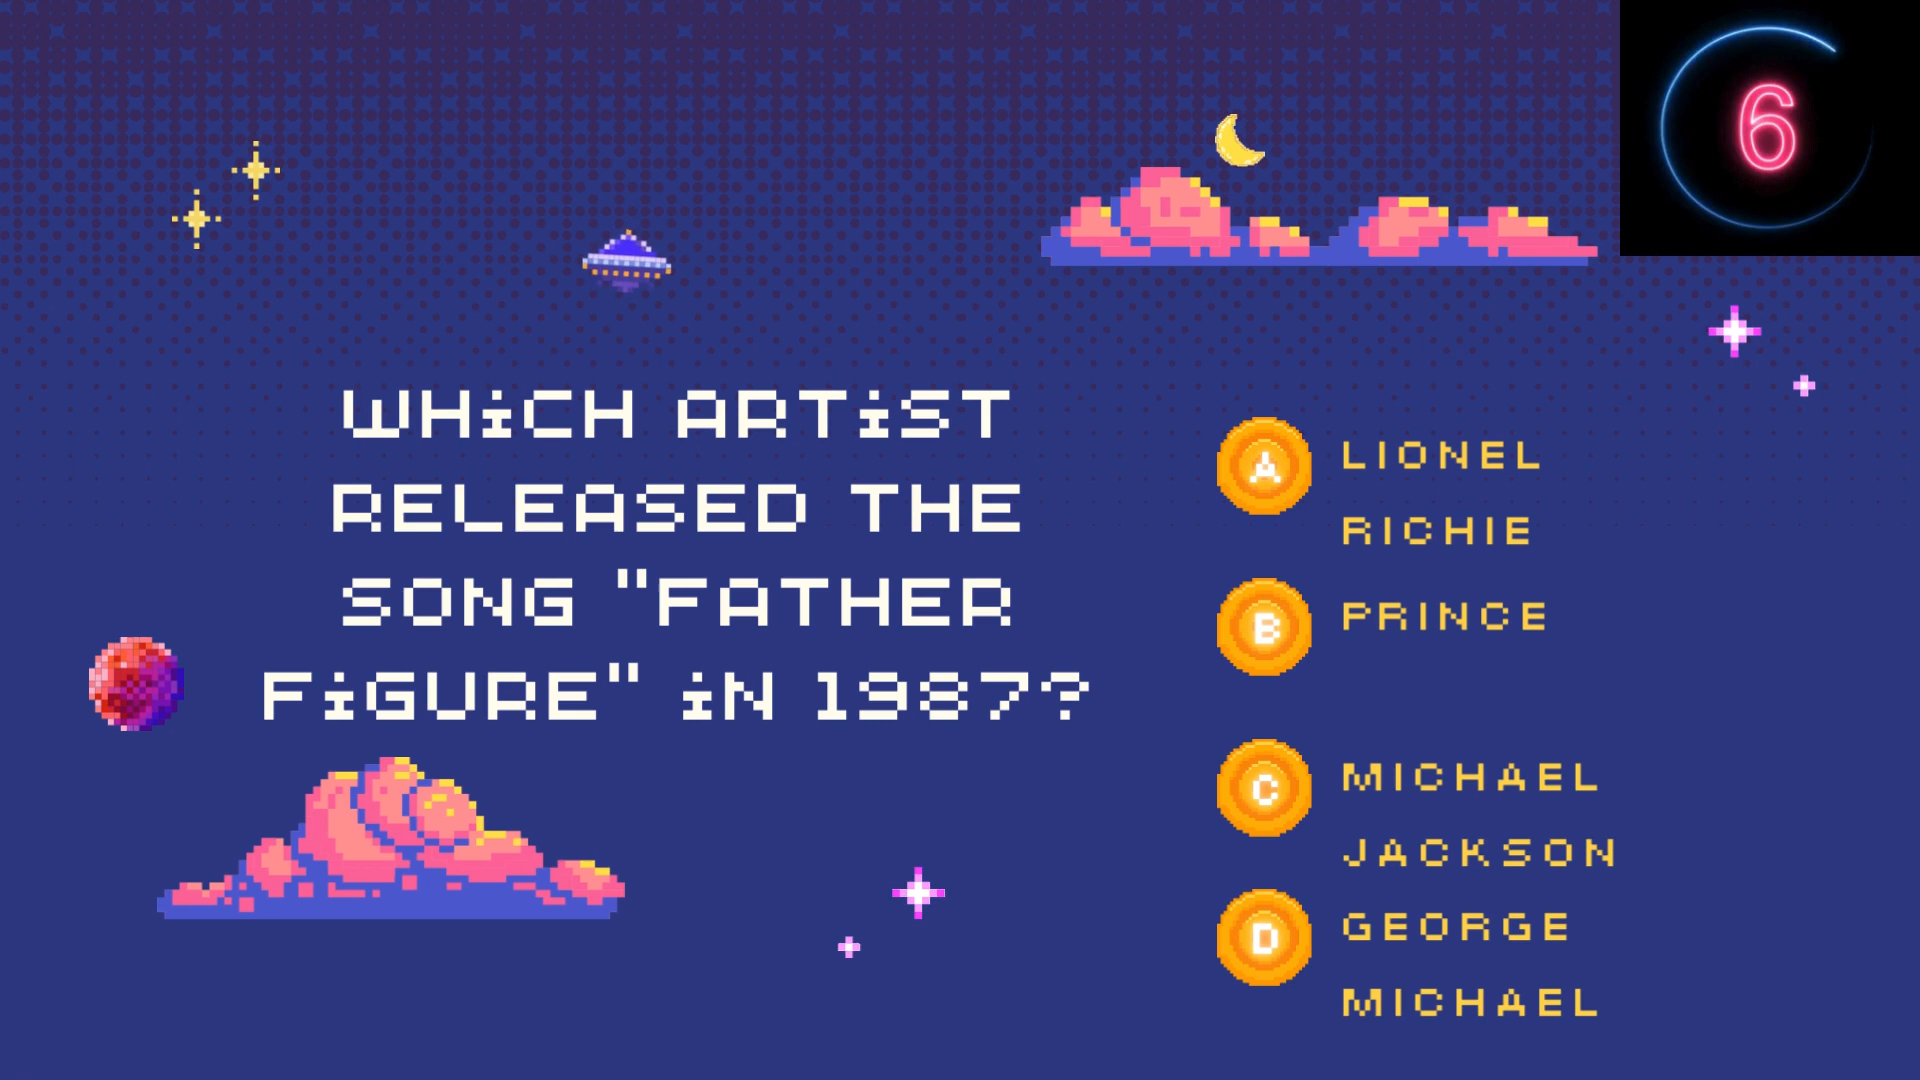 WHiCH ARTiST
RELEASED THE
SONG "FATHER
FiGURE" iN 1987?
A LIONEL
RICHIE
B PRINCE
C MICHAEL
JACKSON
D GEORGE
MICHAEL
6